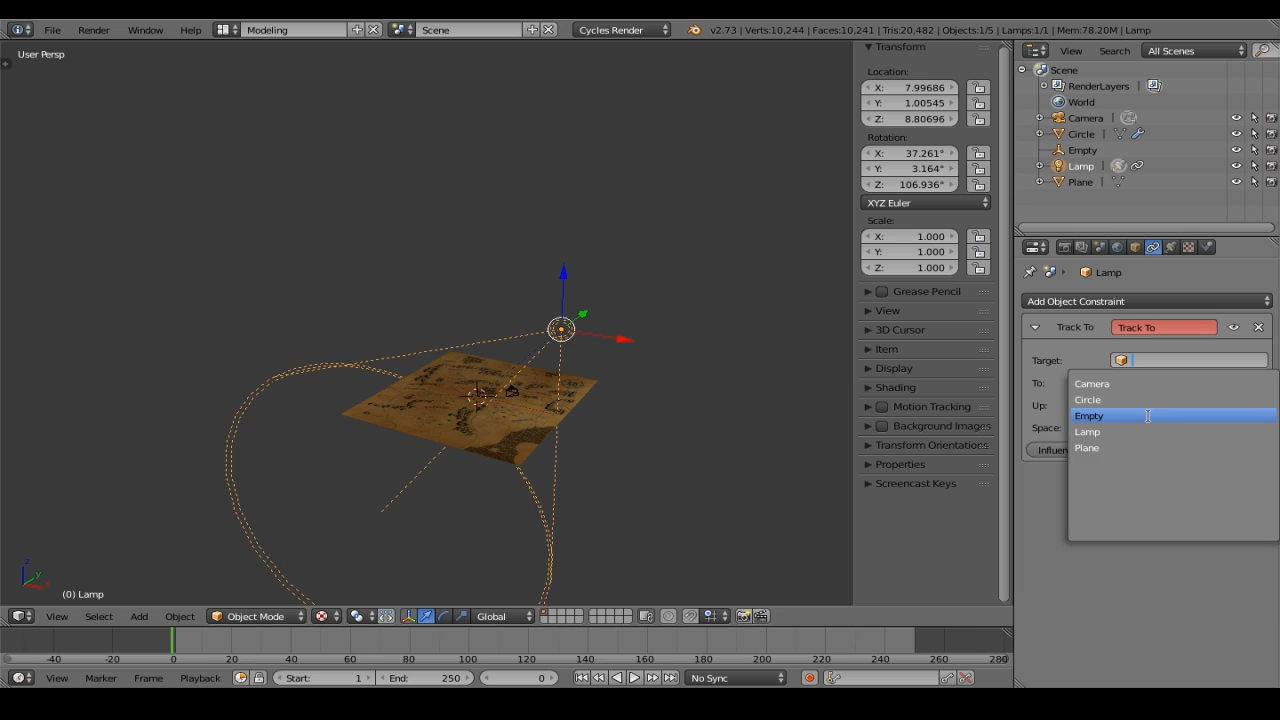 File Render Window Help Modeling Scene Cycles Render v2.73 | Verts:10,244 | Faces:10,241 | Tris:20,482 | Objects:1/5 | Lamps:1/1 | Mem:78.20M | Lamp
User Persp
Transform
Location:
X: 7.99686
Y: 1.00545
Z: 8.80696
Rotation:
X: 37.261°
Y: 3.164°
Z: 106.936°
XYZ Euler
Scale:
X: 1.000
Y: 1.000
Z: 1.000
Grease Pencil
View
3D Cursor
Item
Display
Shading
Motion Tracking
Background Images
Transform Orientations
Properties
Screencast Keys
View Search All Scenes
Scene
RenderLayers
World
Camera
Circle
Empty
Lamp
Plane
Lamp
Add Object Constraint
Track To Track To
Target:
To:
Up:
Space:
Influen
Camera
Circle
Empty
Lamp
Plane
z
y
x
(0) Lamp
View Select Add Object Object Mode Global
-40 -20 0 20 40 60 80 100 120 140 160 180 200 220 240 260 280
View Marker Frame Playback Start: 1 End: 250 0 No Sync